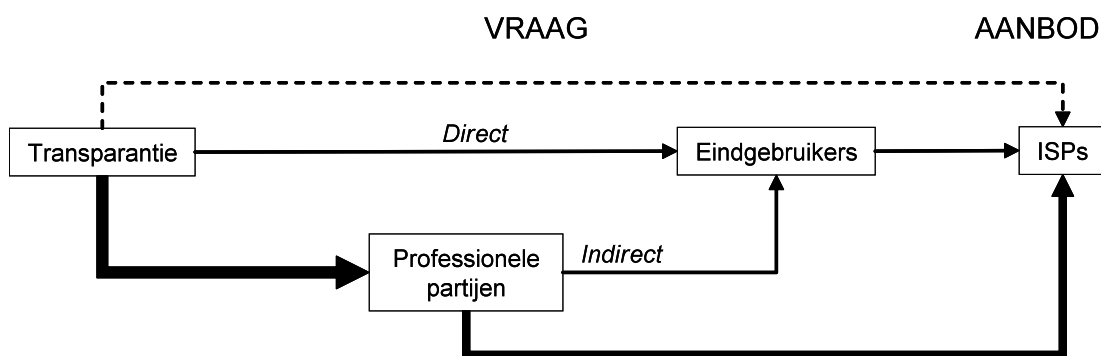 VRAAG
AANBOD
Transparantie
Direct
Eindgebruikers
ISPs
Professionele
partijen
Indirect